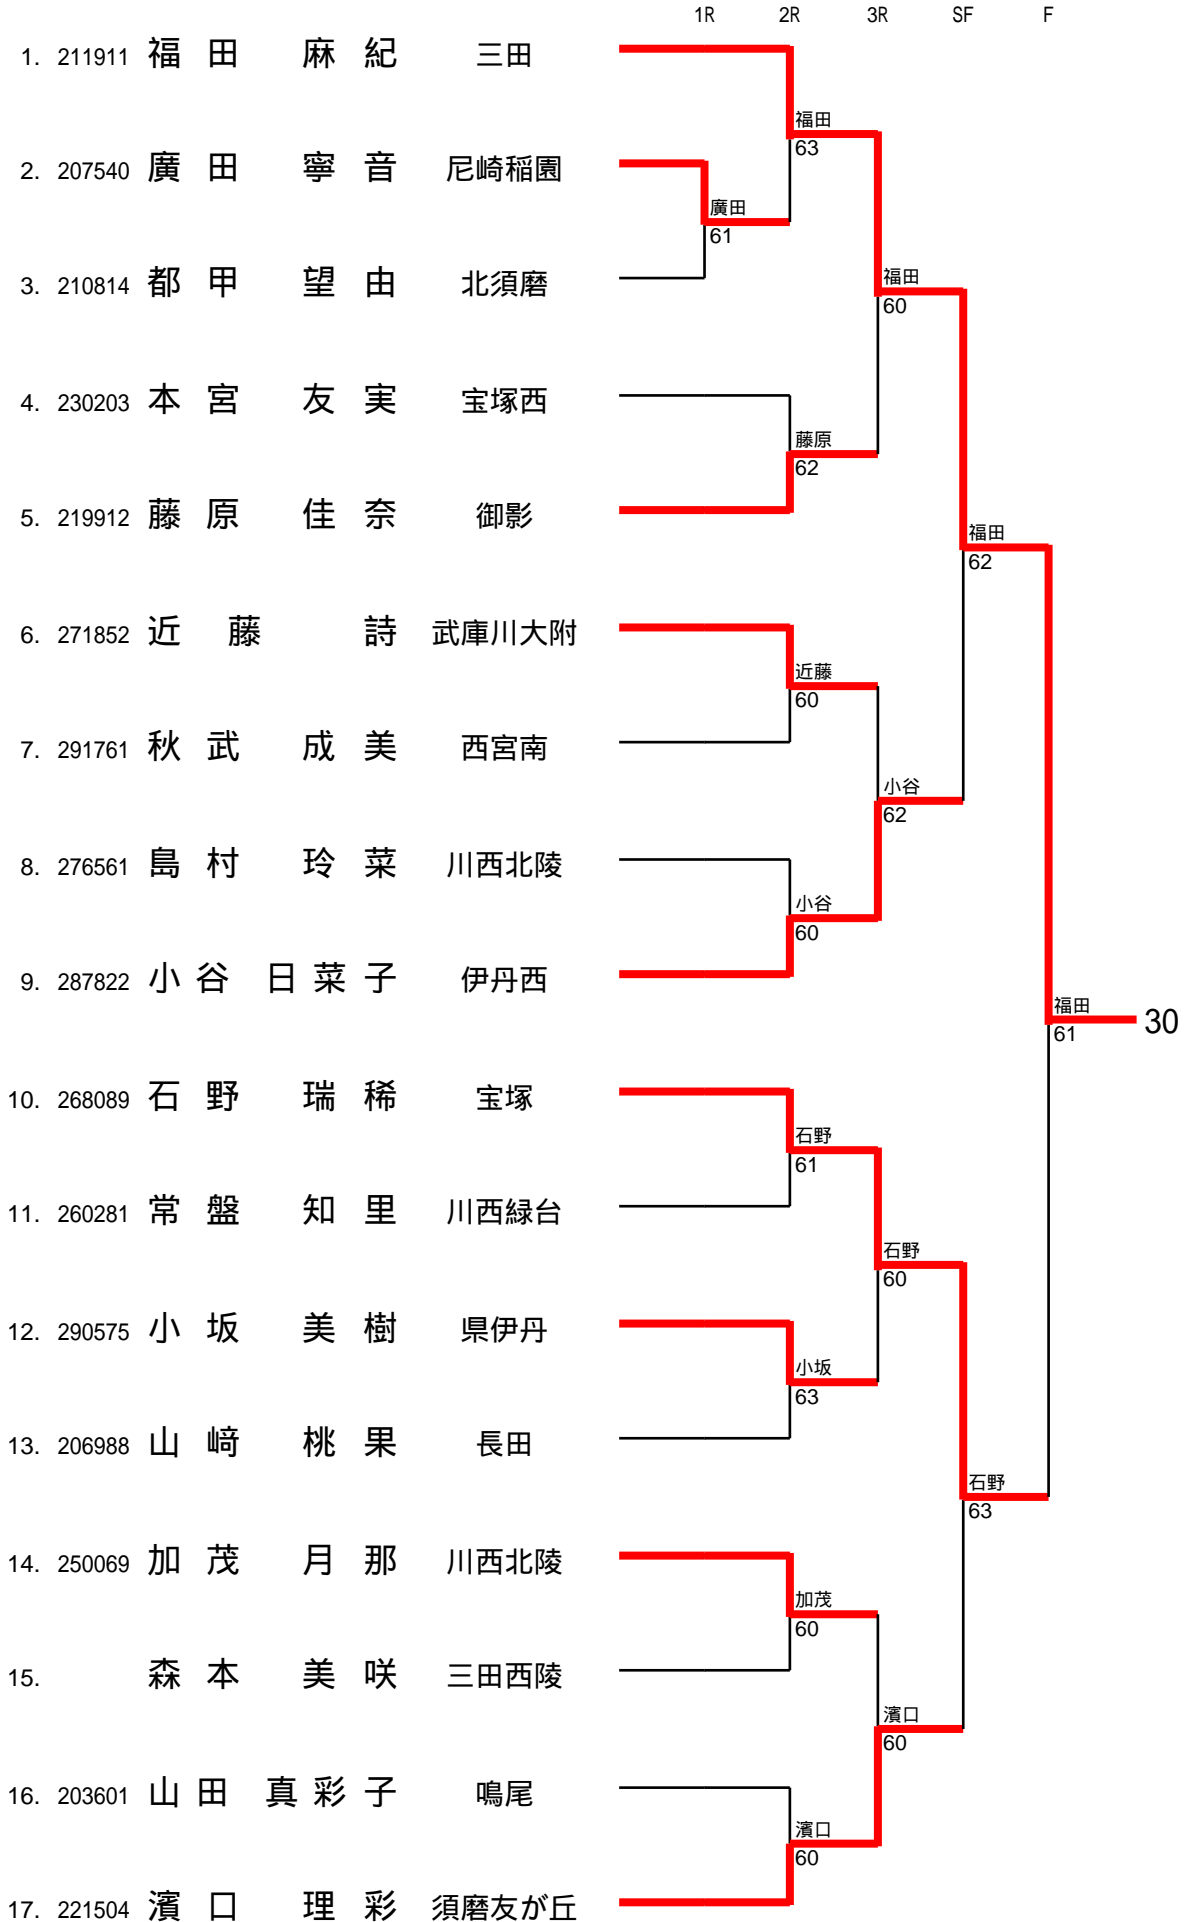 1R 2R 3R SF F
1. 211911 福田 麻紀 三田
福田
63
2. 207540 廣田 寧音 尼崎稲園
廣田
61
3. 210814 都甲 望由 北須磨
福田
60
4. 230203 本宮 友実 宝塚西
藤原
62
5. 219912 藤原 佳奈 御影
福田
62
6. 271852 近藤 詩 武庫川大附
近藤
60
7. 291761 秋武 成美 西宮南
小谷
62
8. 276561 島村 玲菜 川西北陵
小谷
60
9. 287822 小谷 日菜子 伊丹西
福田
61
30
10. 268089 石野 瑞稀 宝塚
石野
61
11. 260281 常盤 知里 川西緑台
石野
60
12. 290575 小坂 美樹 県伊丹
小坂
63
13. 206988 山﨑 桃果 長田
石野
63
14. 250069 加茂 月那 川西北陵
加茂
60
15. 森本 美咲 三田西陵
濱口
60
16. 203601 山田 真彩子 鳴尾
濱口
60
17. 221504 濱口 理彩 須磨友が丘